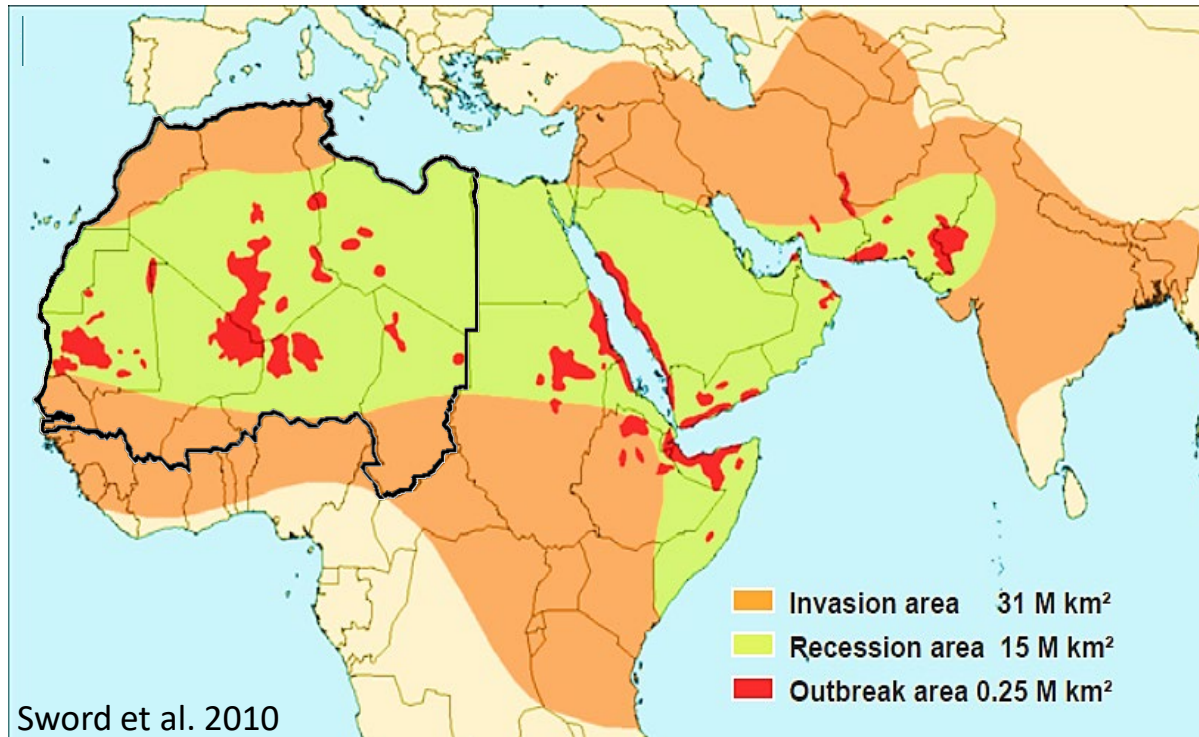 Invasion area 31 M km²
Recession area 15 M km²
Outbreak area 0.25 M km²
Sword et al. 2010